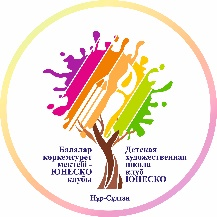 Балалар
көркемсурет
мектебі -
ЮНЕСКО
клубы
Детская
художественная
школа
клуб
ЮНЕСКО
Нұр-Сұлтан